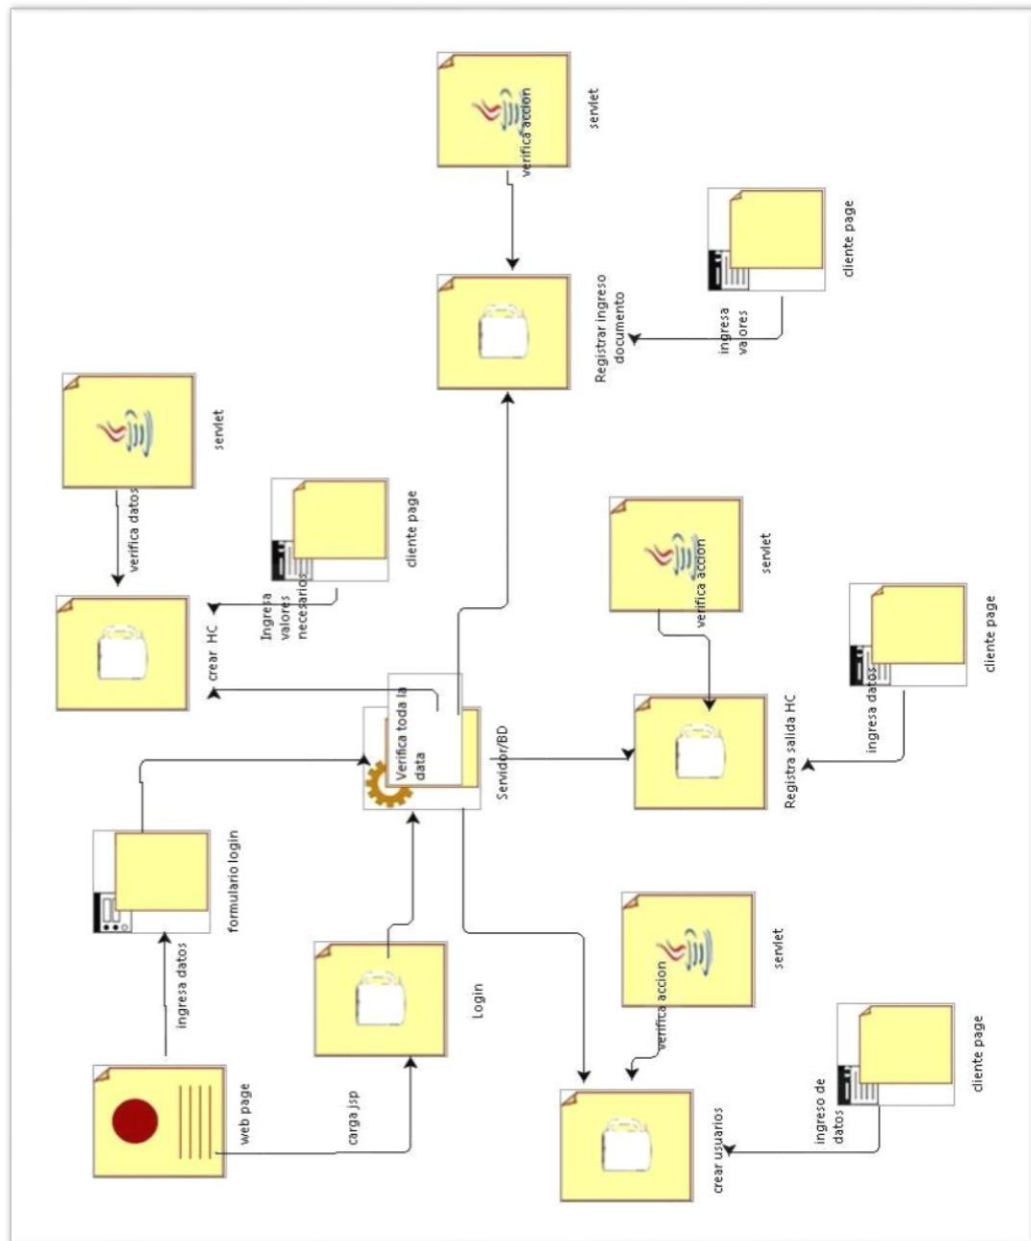 verifica datos
ingresa datos
crear HC
servlet
formulario login
web page
Ingresa
valores
necesarios
carga jsp
Verifica toda la
data
cliente page
Login
Servidor/BD
verifica accion
servlet
Registrar ingreso
documento
verifica accion
verifica accion
crear usuarios
ingresa
valores
servlet
servlet
Registra salida HC
ingreso de
datos
cliente page
ingresa datos
cliente page
cliente page